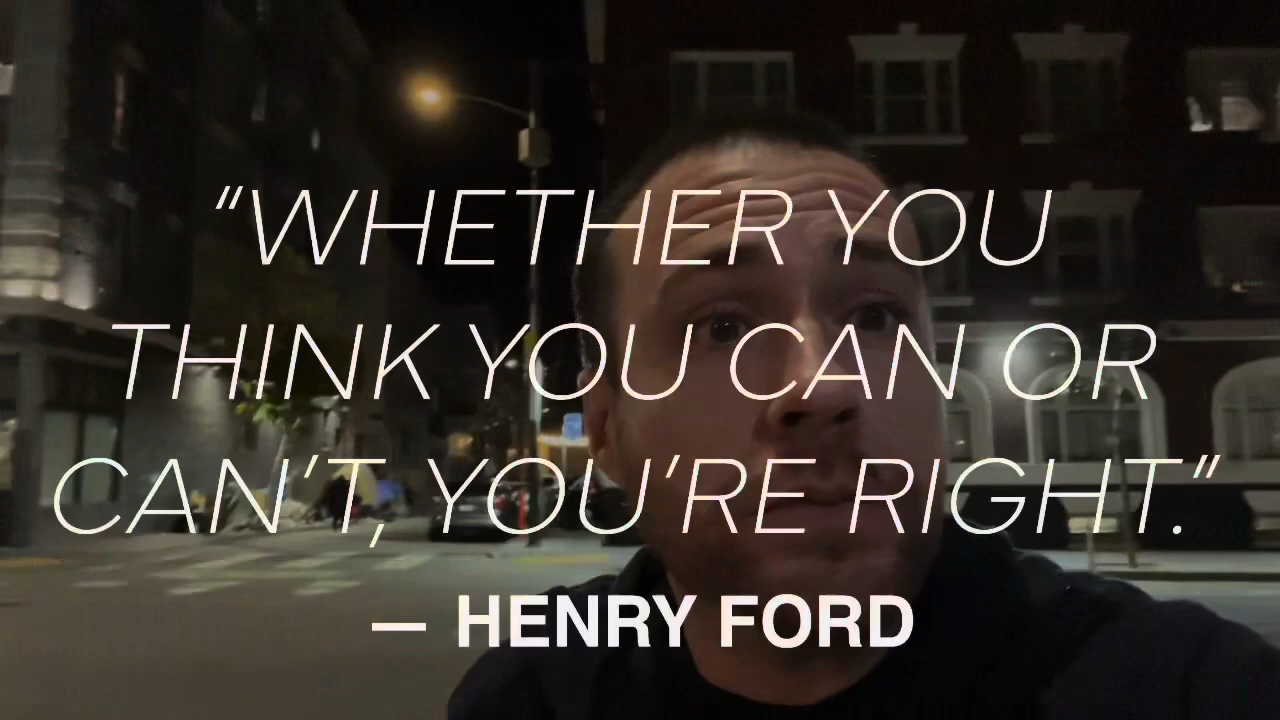 “WHETHER YOU
THINK YOU CAN OR
CAN’T, YOU’RE RIGHT.”
— HENRY FORD